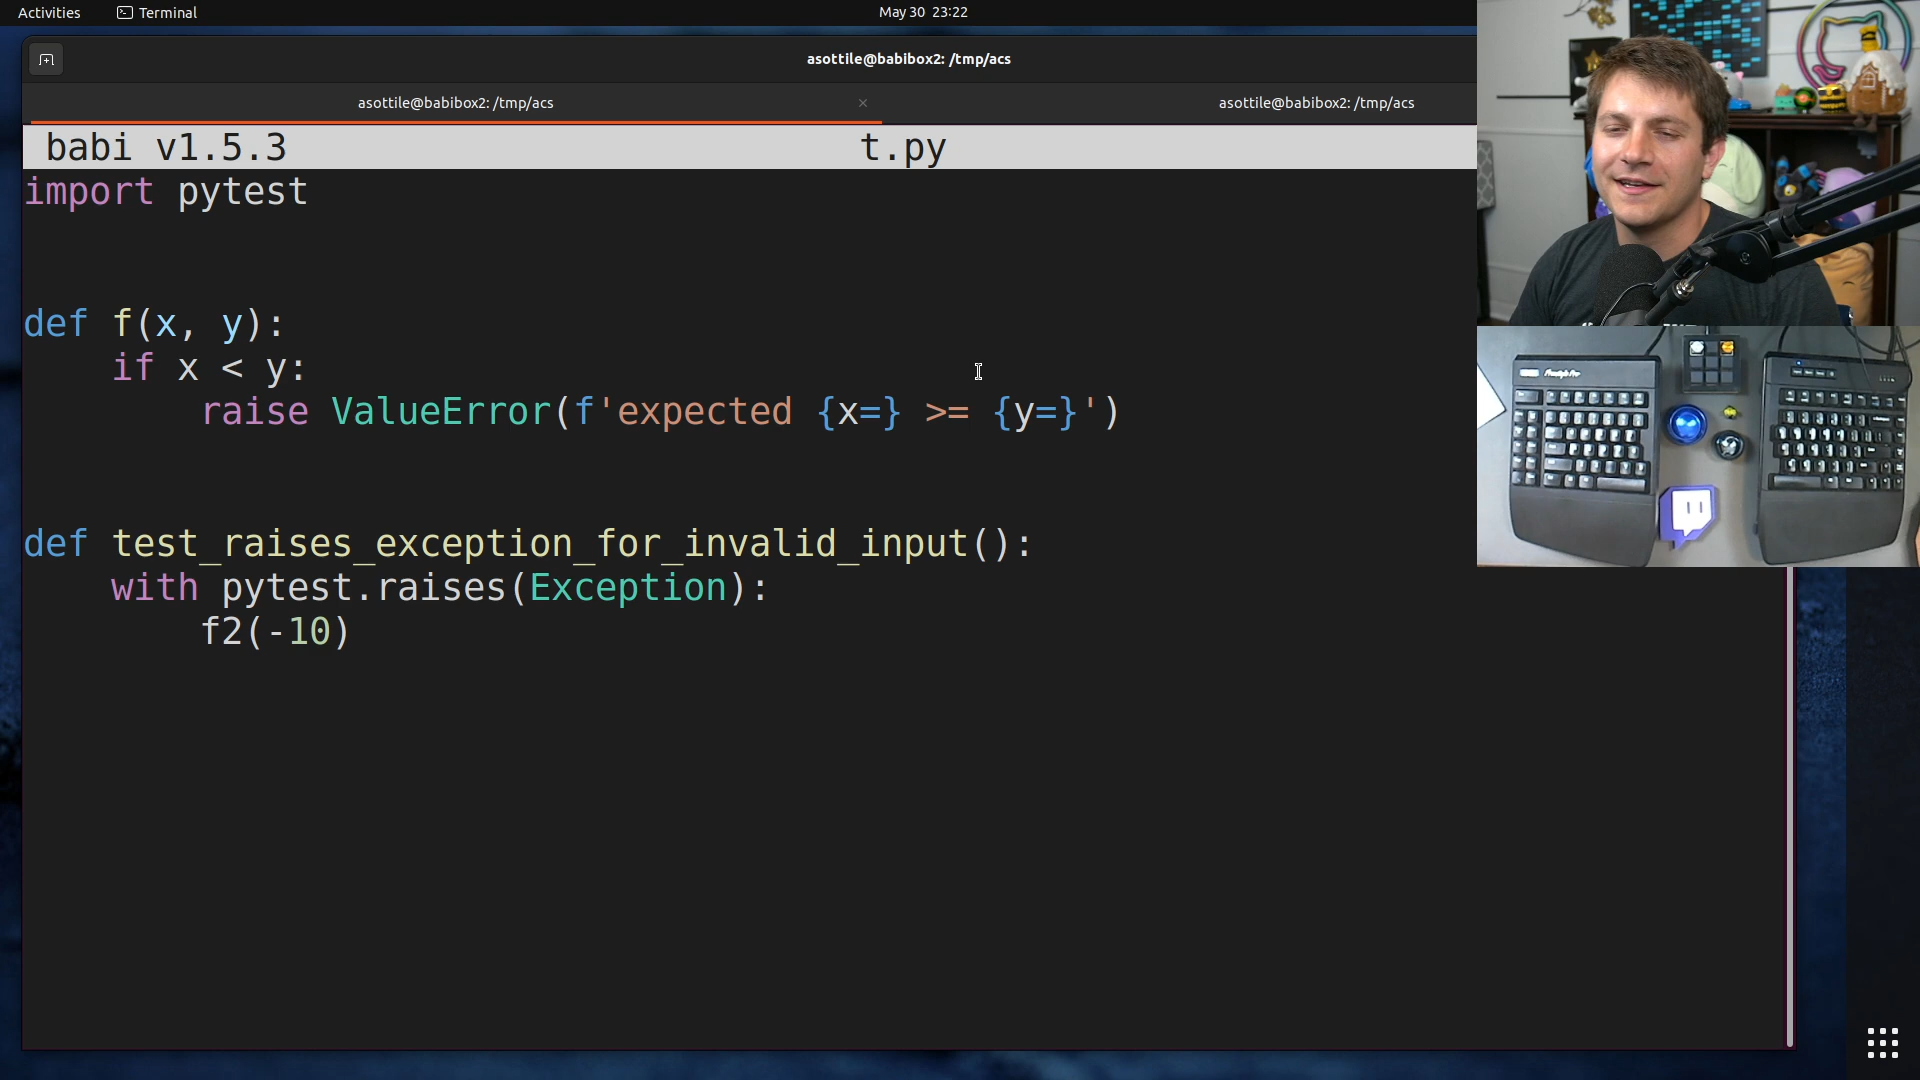 Activities
Terminal
May 30 23:22
asottile@babibox2: /tmp/acs
asottile@babibox2: /tmp/acs × asottile@babibox2: /tmp/acs
babi v1.5.3 t.py
import pytest
def f(x, y):
    if x < y:
        raise ValueError(f'expected {x=} >= {y=}')
def test_raises_exception_for_invalid_input():
    with pytest.raises(Exception):
        f2(-10)